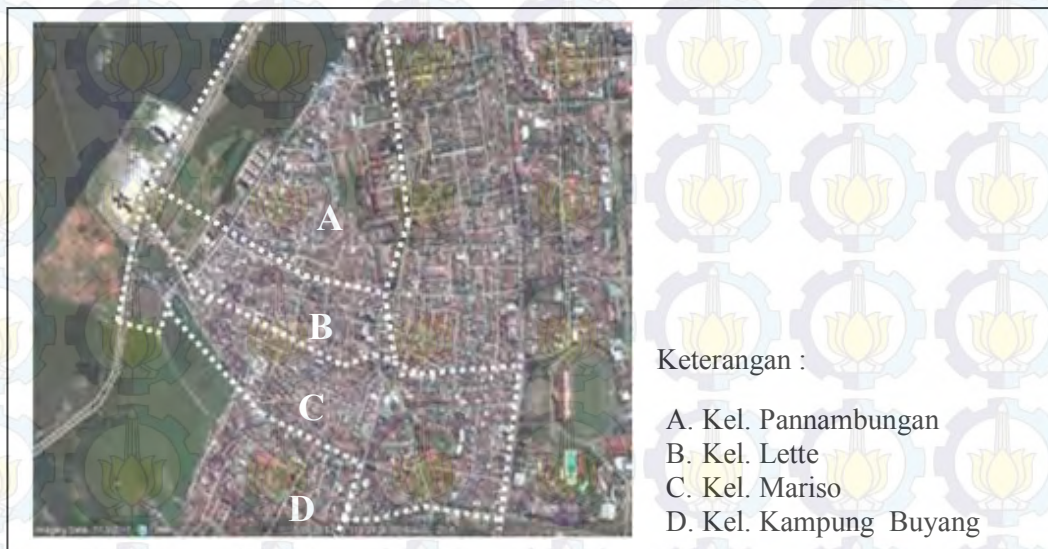 A
B
C
D
Keterangan :
A. Kel. Pannambungan
B. Kel. Lette
C. Kel. Mariso
D. Kel. Kampung Buyang